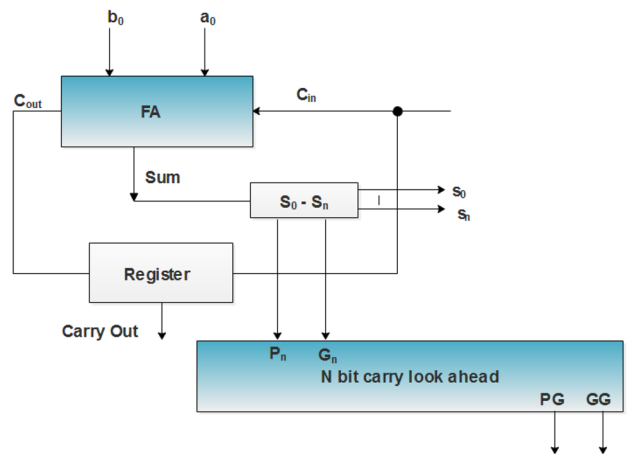 b₀ a₀
Cout FA Cin
Sum
S₀ - Sₙ
s₀
sₙ
Register
Carry Out
Pₙ Gₙ
N bit carry look ahead
PG GG